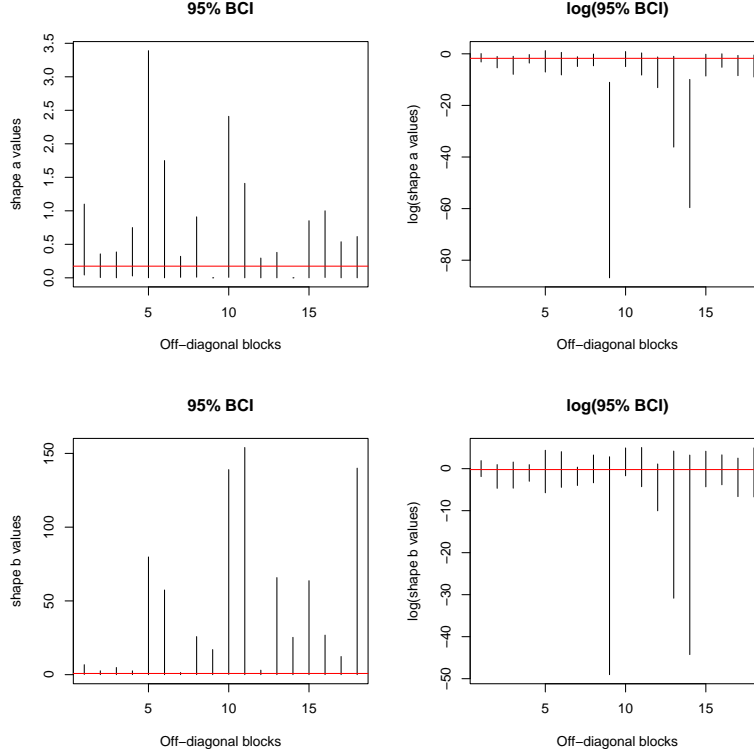 95% BCI
shape a values
0.0
0.5
1.0
1.5
2.0
2.5
3.0
3.5
5
10
15
Off−diagonal blocks
log(95% BCI)
log(shape a values)
0
−20
−40
−60
−80
5
10
15
Off−diagonal blocks
95% BCI
shape b values
0
50
100
150
5
10
15
Off−diagonal blocks
log(95% BCI)
log(shape b values)
0
−10
−20
−30
−40
−50
5
10
15
Off−diagonal blocks